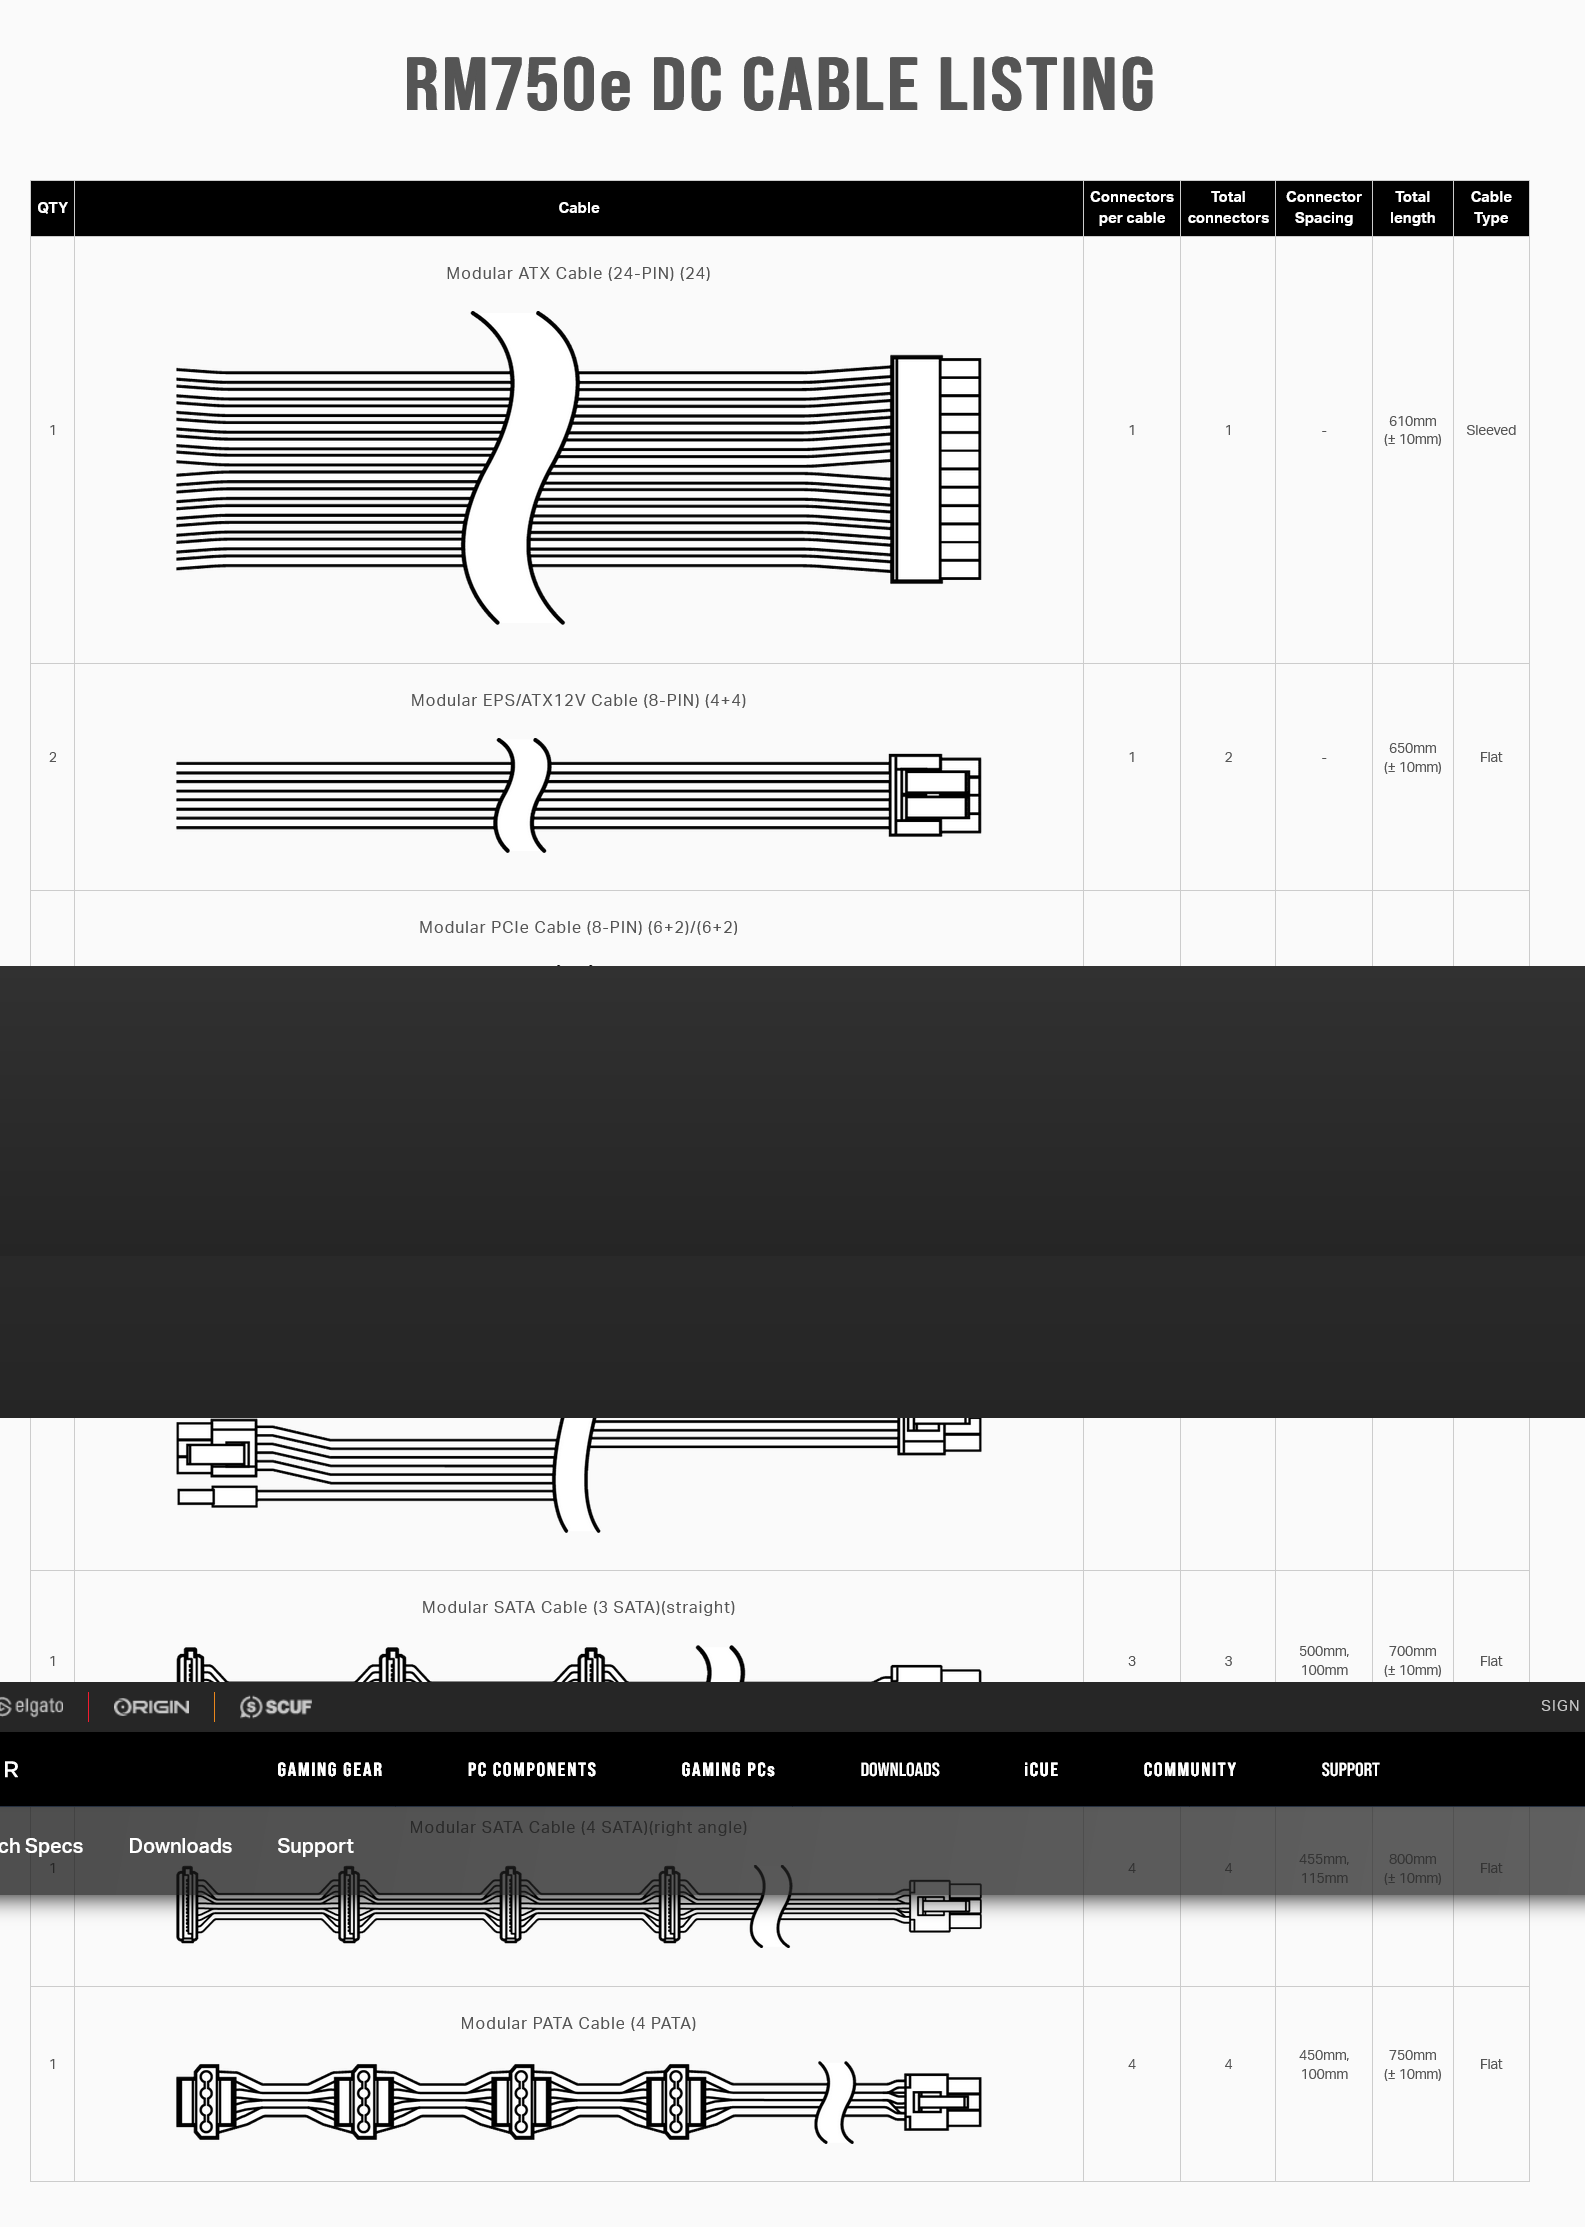 RM750e DC CABLE LISTING
QTY
Cable
Connectors
per cable
Total
connectors
Connector
Spacing
Total
length
Cable
Type
Modular ATX Cable (24-PIN) (24)
1
1
1
-
610mm
(± 10mm)
Sleeved
Modular EPS/ATX12V Cable (8-PIN) (4+4)
2
1
2
-
650mm
(± 10mm)
Flat
Modular PCIe Cable (8-PIN) (6+2)/(6+2)
Modular SATA Cable (3 SATA)(straight)
1
3
3
500mm,
100mm
700mm
(± 10mm)
Flat
elgato
ORIGIN
SCUF
SIGN
R
GAMING GEAR
PC COMPONENTS
GAMING PCs
DOWNLOADS
iCUE
COMMUNITY
SUPPORT
Modular SATA Cable (4 SATA)(right angle)
ch Specs
Downloads
Support
1
4
4
455mm,
115mm
800mm
(± 10mm)
Flat
Modular PATA Cable (4 PATA)
1
4
4
450mm,
100mm
750mm
(± 10mm)
Flat